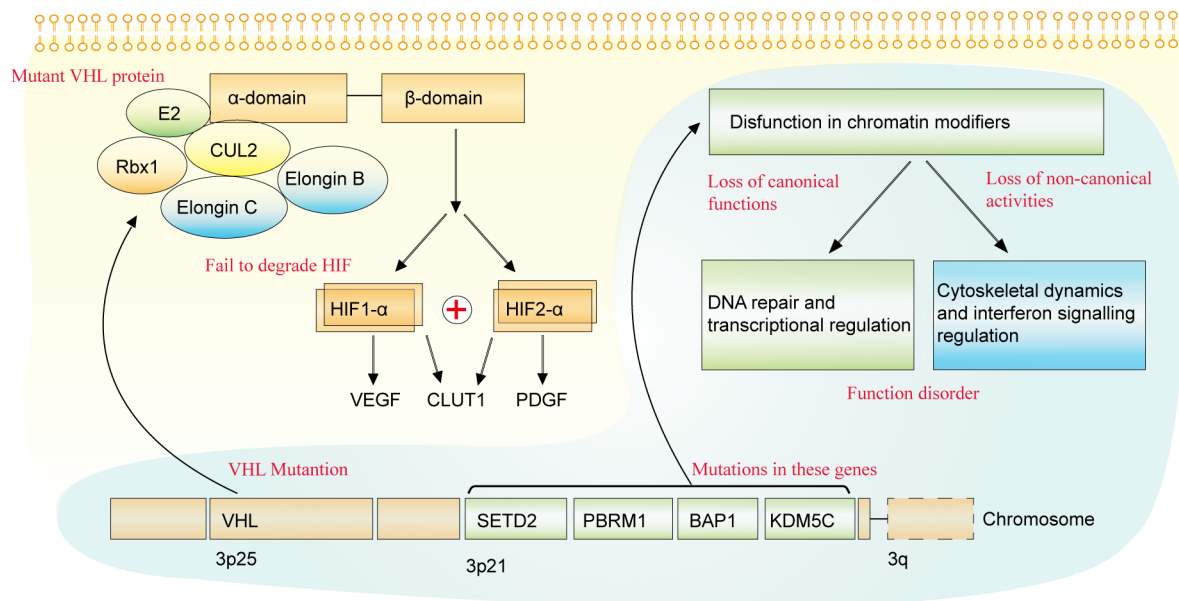 Mutant VHL protein
E2
α-domain
β-domain
Rbx1
CUL2
Elongin B
Elongin C
Fail to degrade HIF
HIF1-α
HIF2-α
VEGF
CLUT1
PDGF
Disfunction in chromatin modifiers
Loss of canonical
functions
Loss of non-canonical
activities
DNA repair and
transcriptional regulation
Cytoskeletal dynamics
and interferon signalling
regulation
Function disorder
VHL Mutantion
Mutations in these genes
VHL
SETD2
PBRM1
BAP1
KDM5C
Chromosome
3p25
3p21
3q